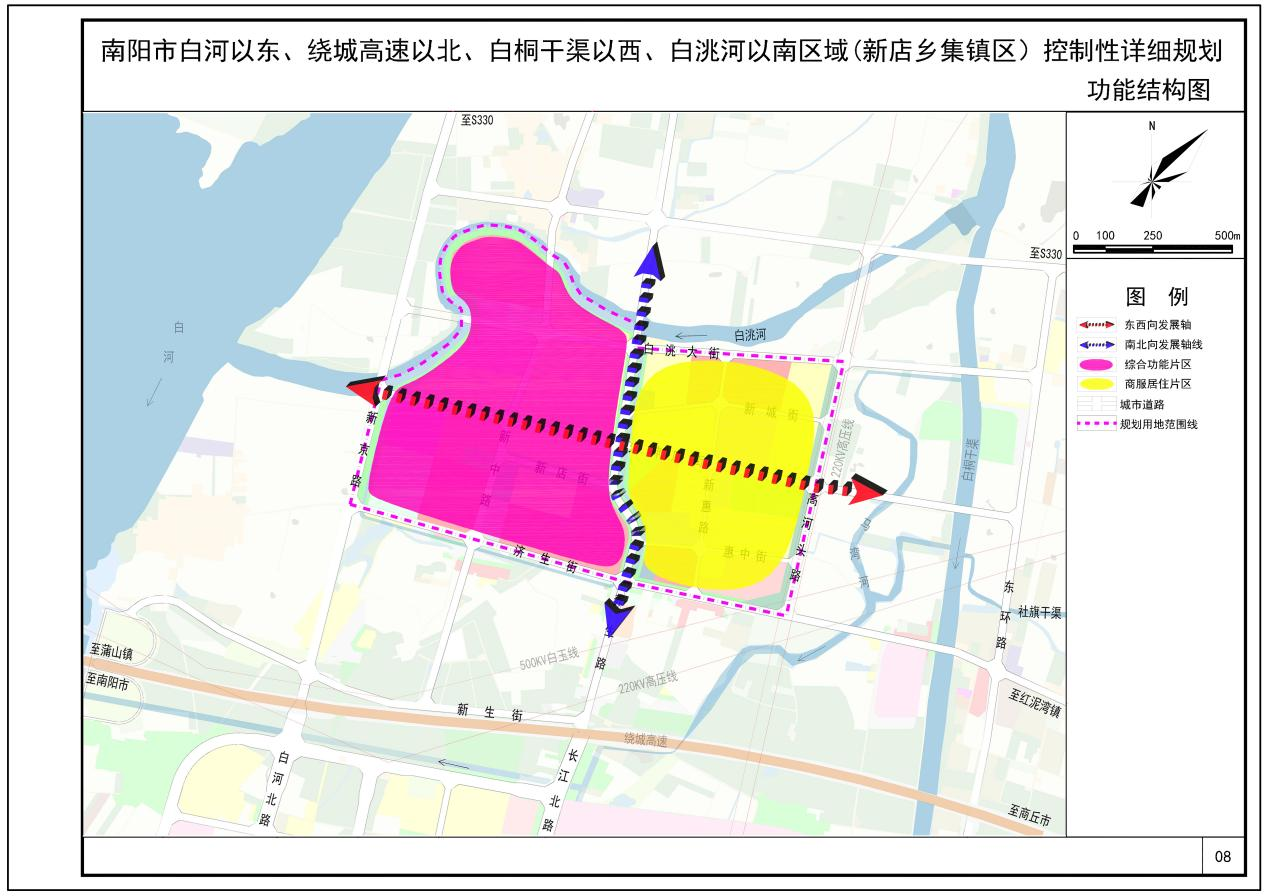 南阳市白河以东、绕城高速以北、白桐干渠以西、白洮河以南区域(新店乡集镇区）控制性详细规划
功能结构图
至S330
N
0 100 250 500m
至S330
图 例
东西向发展轴
南北向发展轴线
综合功能片区
商服居住片区
城市道路
规划用地范围线
白河
白洮河
白洮大街
新城街
新京路
新中路
新店街
新惠路
惠中街
220KV高压线
白桐干渠
高河头路
湾河
济生街
东环路
社旗干渠
路
500KV白玉线
220KV高压线
至蒲山镇
至南阳市
至红泥湾镇
新生街
绕城高速
白河北路
长江北路
至商丘市
08